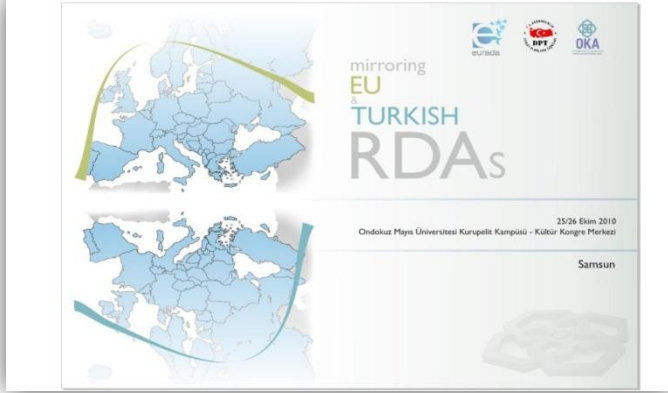 eurada
DPT
OKA
mirroring
EU
&
TURKISH
RDAs
25/26 Ekim 2010
Ondokuz Mayıs Üniversitesi Kurupelit Kampüsü - Kültür Kongre Merkezi
Samsun